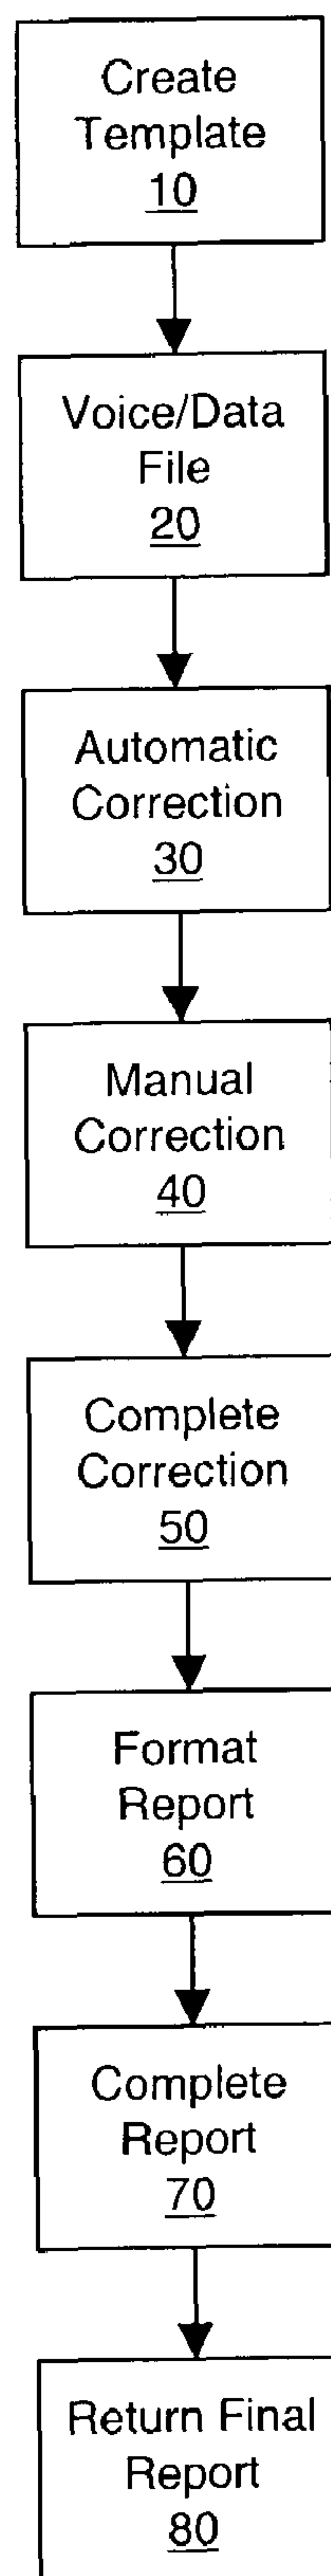 Create
Template
10
Voice/Data
File
20
Automatic
Correction
30
Manual
Correction
40
Complete
Correction
50
Format
Report
60
Complete
Report
70
Return Final
Report
80